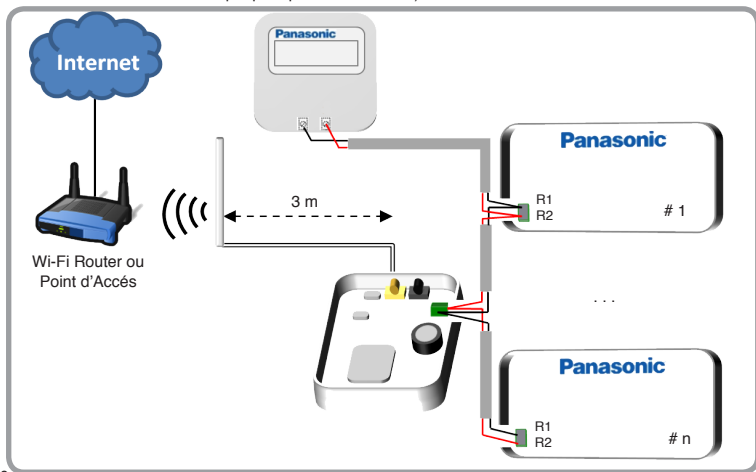 Internet
Panasonic
Panasonic
R1
R2
# 1
3 m
Wi-Fi Router ou
Point d'Accés
. . .
Panasonic
R1
R2
# n